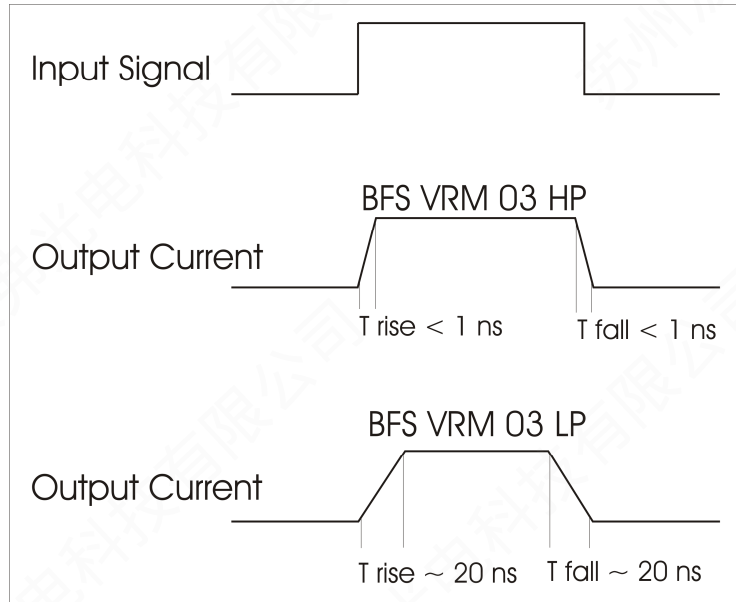 Input Signal
BFS VRM 03 HP
Output Current
T rise < 1 ns
T fall < 1 ns
BFS VRM 03 LP
Output Current
T rise ~ 20 ns
T fall ~ 20 ns